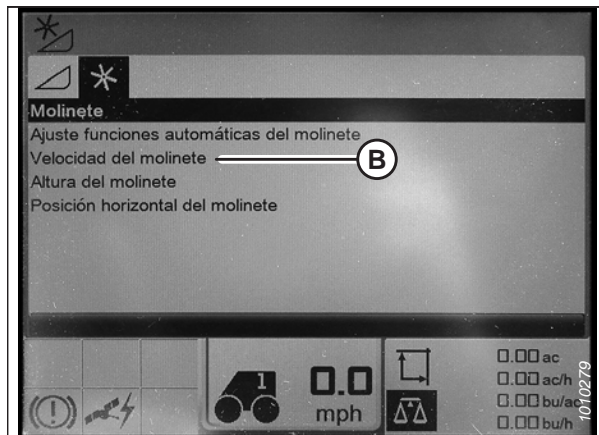 Molinete
Ajuste funciones automáticas del molinete
Velocidad del molinete
B
Altura del molinete
Posición horizontal del molinete
1
0.0
mph
0.00 ac
0.00 ac/h
0.00 bu/ac
0.00 bu/h
1010279